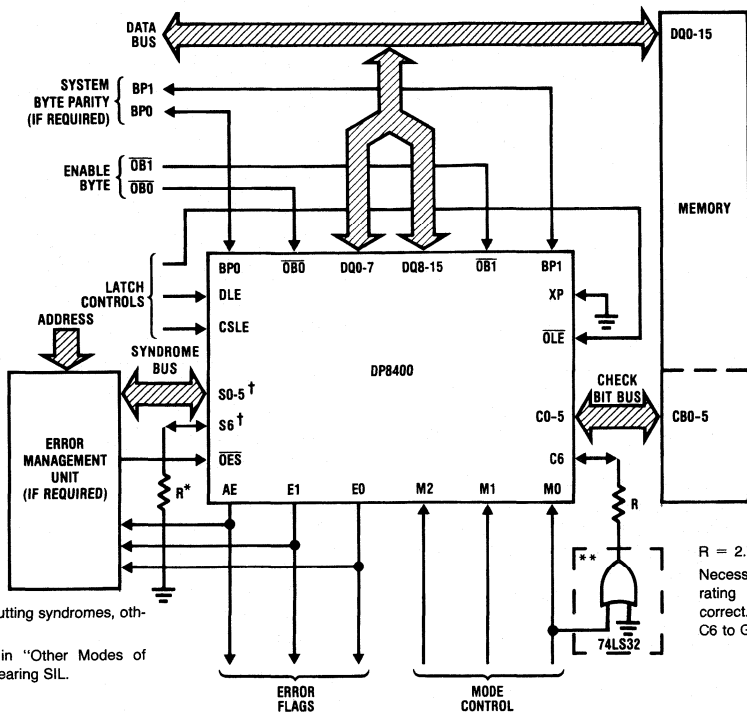 DATA
BUS
DQ0-15
SYSTEM
BYTE PARITY
(IF REQUIRED)
BP1
BP0
ENABLE
BYTE
OB1
OB0
MEMORY
LATCH
CONTROLS
BP0
OB0
DQ0-7
DQ8-15
OB1
BP1
DLE
XP
CSLE
OLE
ADDRESS
SYNDROME
BUS
DP8400
S0-5†
S6†
OES
CHECK
BIT BUS
C0-5
CB0-5
C6
ERROR
MANAGEMENT
UNIT
(IF REQUIRED)
R*
AE
E1
E0
M2
M1
M0
R
**
74LS32
R = 2.
Necess
rating
correct.
C6 to G
utting syndromes, oth-
in "Other Modes of
earing SIL.
ERROR
FLAGS
MODE
CONTROL